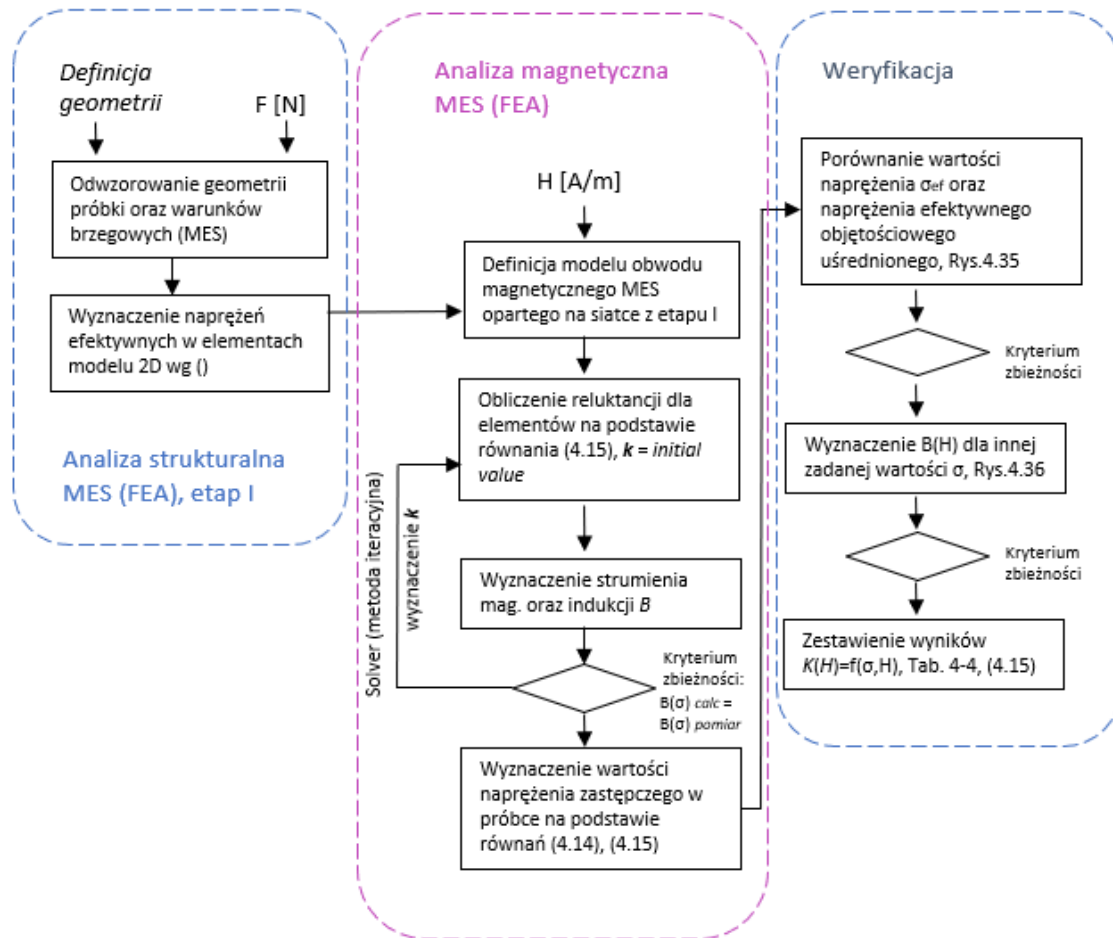 Definicja
geometrii
F [N]
Odwzorowanie geometrii
próbki oraz warunków
brzegowych (MES)
Wyznaczenie naprężeń
efektywnych w elementach
modelu 2D wg ()
Analiza strukturalna
MES (FEA), etap I
Analiza magnetyczna
MES (FEA)
H [A/m]
Definicja modelu obwodu
magnetycznego MES
opartego na siatce z etapu I
Obliczenie reluktancji dla
elementów na podstawie
równania (4.15), k = initial
value
Solver (metoda iteracyjna)
wyznaczenie k
Wyznaczenie strumienia
mag. oraz indukcji B
Kryterium
zbieżności:
B(σ) calc =
B(σ) pomiar
Wyznaczenie wartości
naprężenia zastępczego w
próbce na podstawie
równań (4.14), (4.15)
Weryfikacja
Porównanie wartości
naprężenia σef oraz
naprężenia efektywnego
objętościowego
uśrednionego, Rys.4.35
Kryterium
zbieżności
Wyznaczenie B(H) dla innej
zadanej wartości σ, Rys.4.36
Kryterium
zbieżności
Zestawienie wyników
K(H)=f(σ,H), Tab. 4-4, (4.15)